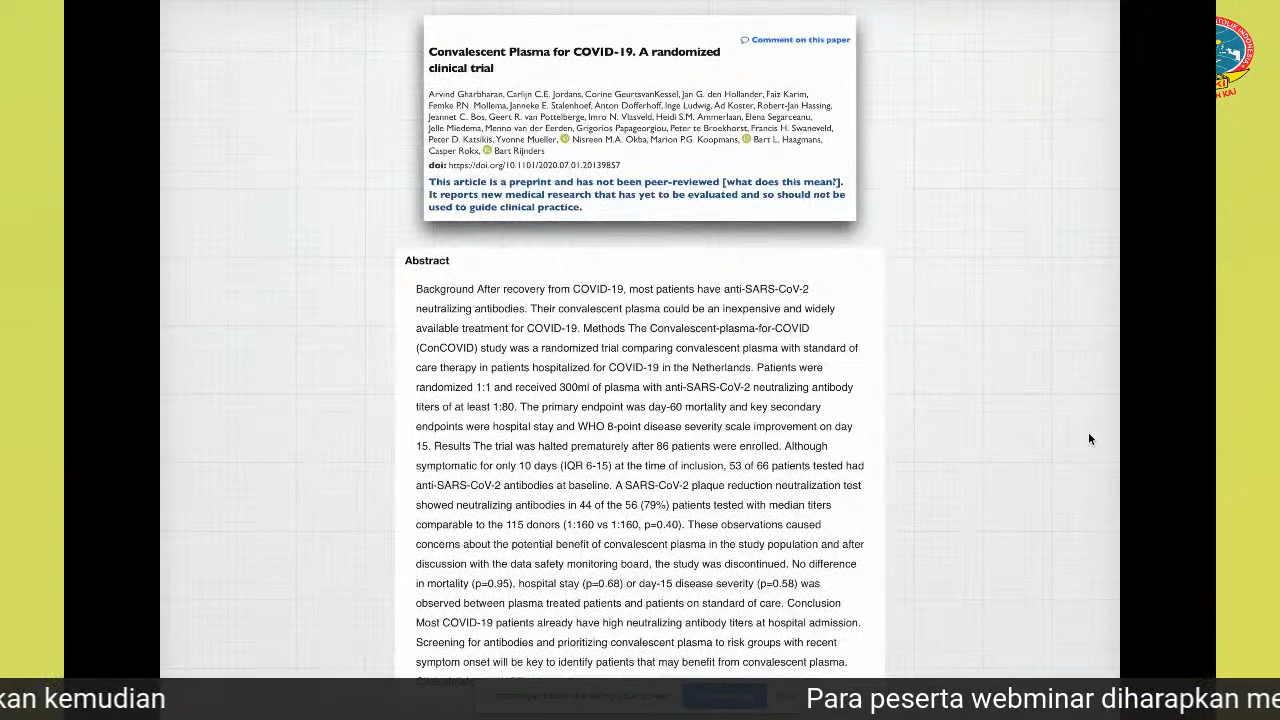 Comment on this paper
Convalescent Plasma for COVID-19. A randomized
clinical trial
Arvind Gharbharan, Carlijn C.E. Jordans, Corine GeurtsvanKessel, Jan G. den Hollander, Faiz Karim,
Femke P.N. Mollema, Janneke E. Stalenhoef, Anton Dofferhoff, Inge Ludwig, Ad Koster, Robert-Jan Hassing,
Jeannet C. Bos, Geert R. van Pottelberge, Imro N. Vlasveld, Heidi S.M. Ammerlaan, Elena Segarceanu,
Jelle Miedema, Menno van der Eerden, Grigorios Papageorgiou, Peter te Broekhorst, Francis H. Swaneveld,
Peter D. Katsikis, Yvonne Mueller, Nisreen M.A. Okba, Marion P.G. Koopmans, Bart L. Haagmans,
Casper Rokx, Bart Rijnders
doi: https://doi.org/10.1101/2020.07.01.20139857
This article is a preprint and has not been peer-reviewed [what does this mean?].
It reports new medical research that has yet to be evaluated and so should not be
used to guide clinical practice.
Abstract
Background After recovery from COVID-19, most patients have anti-SARS-CoV-2
neutralizing antibodies. Their convalescent plasma could be an inexpensive and widely
available treatment for COVID-19. Methods The Convalescent-plasma-for-COVID
(ConCOVID) study was a randomized trial comparing convalescent plasma with standard of
care therapy in patients hospitalized for COVID-19 in the Netherlands. Patients were
randomized 1:1 and received 300ml of plasma with anti-SARS-CoV-2 neutralizing antibody
titers of at least 1:80. The primary endpoint was day-60 mortality and key secondary
endpoints were hospital stay and WHO 8-point disease severity scale improvement on day
15. Results The trial was halted prematurely after 86 patients were enrolled. Although
symptomatic for only 10 days (IQR 6-15) at the time of inclusion, 53 of 66 patients tested had
anti-SARS-CoV-2 antibodies at baseline. A SARS-CoV-2 plaque reduction neutralization test
showed neutralizing antibodies in 44 of the 56 (79%) patients tested with median titers
comparable to the 115 donors (1:160 vs 1:160, p=0.40). These observations caused
concerns about the potential benefit of convalescent plasma in the study population and after
discussion with the data safety monitoring board, the study was discontinued. No difference
in mortality (p=0.95), hospital stay (p=0.68) or day-15 disease severity (p=0.58) was
observed between plasma treated patients and patients on standard of care. Conclusion
Most COVID-19 patients already have high neutralizing antibody titers at hospital admission.
Screening for antibodies and prioritizing convalescent plasma to risk groups with recent
symptom onset will be key to identify patients that may benefit from convalescent plasma.
kan kemudian
Para peserta webminar diharapkan me